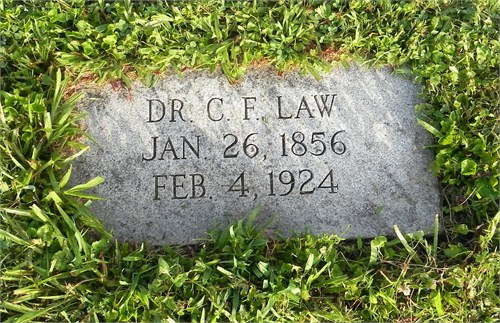 DR. C. F. LAW
JAN. 26, 1856
FEB. 4, 1924